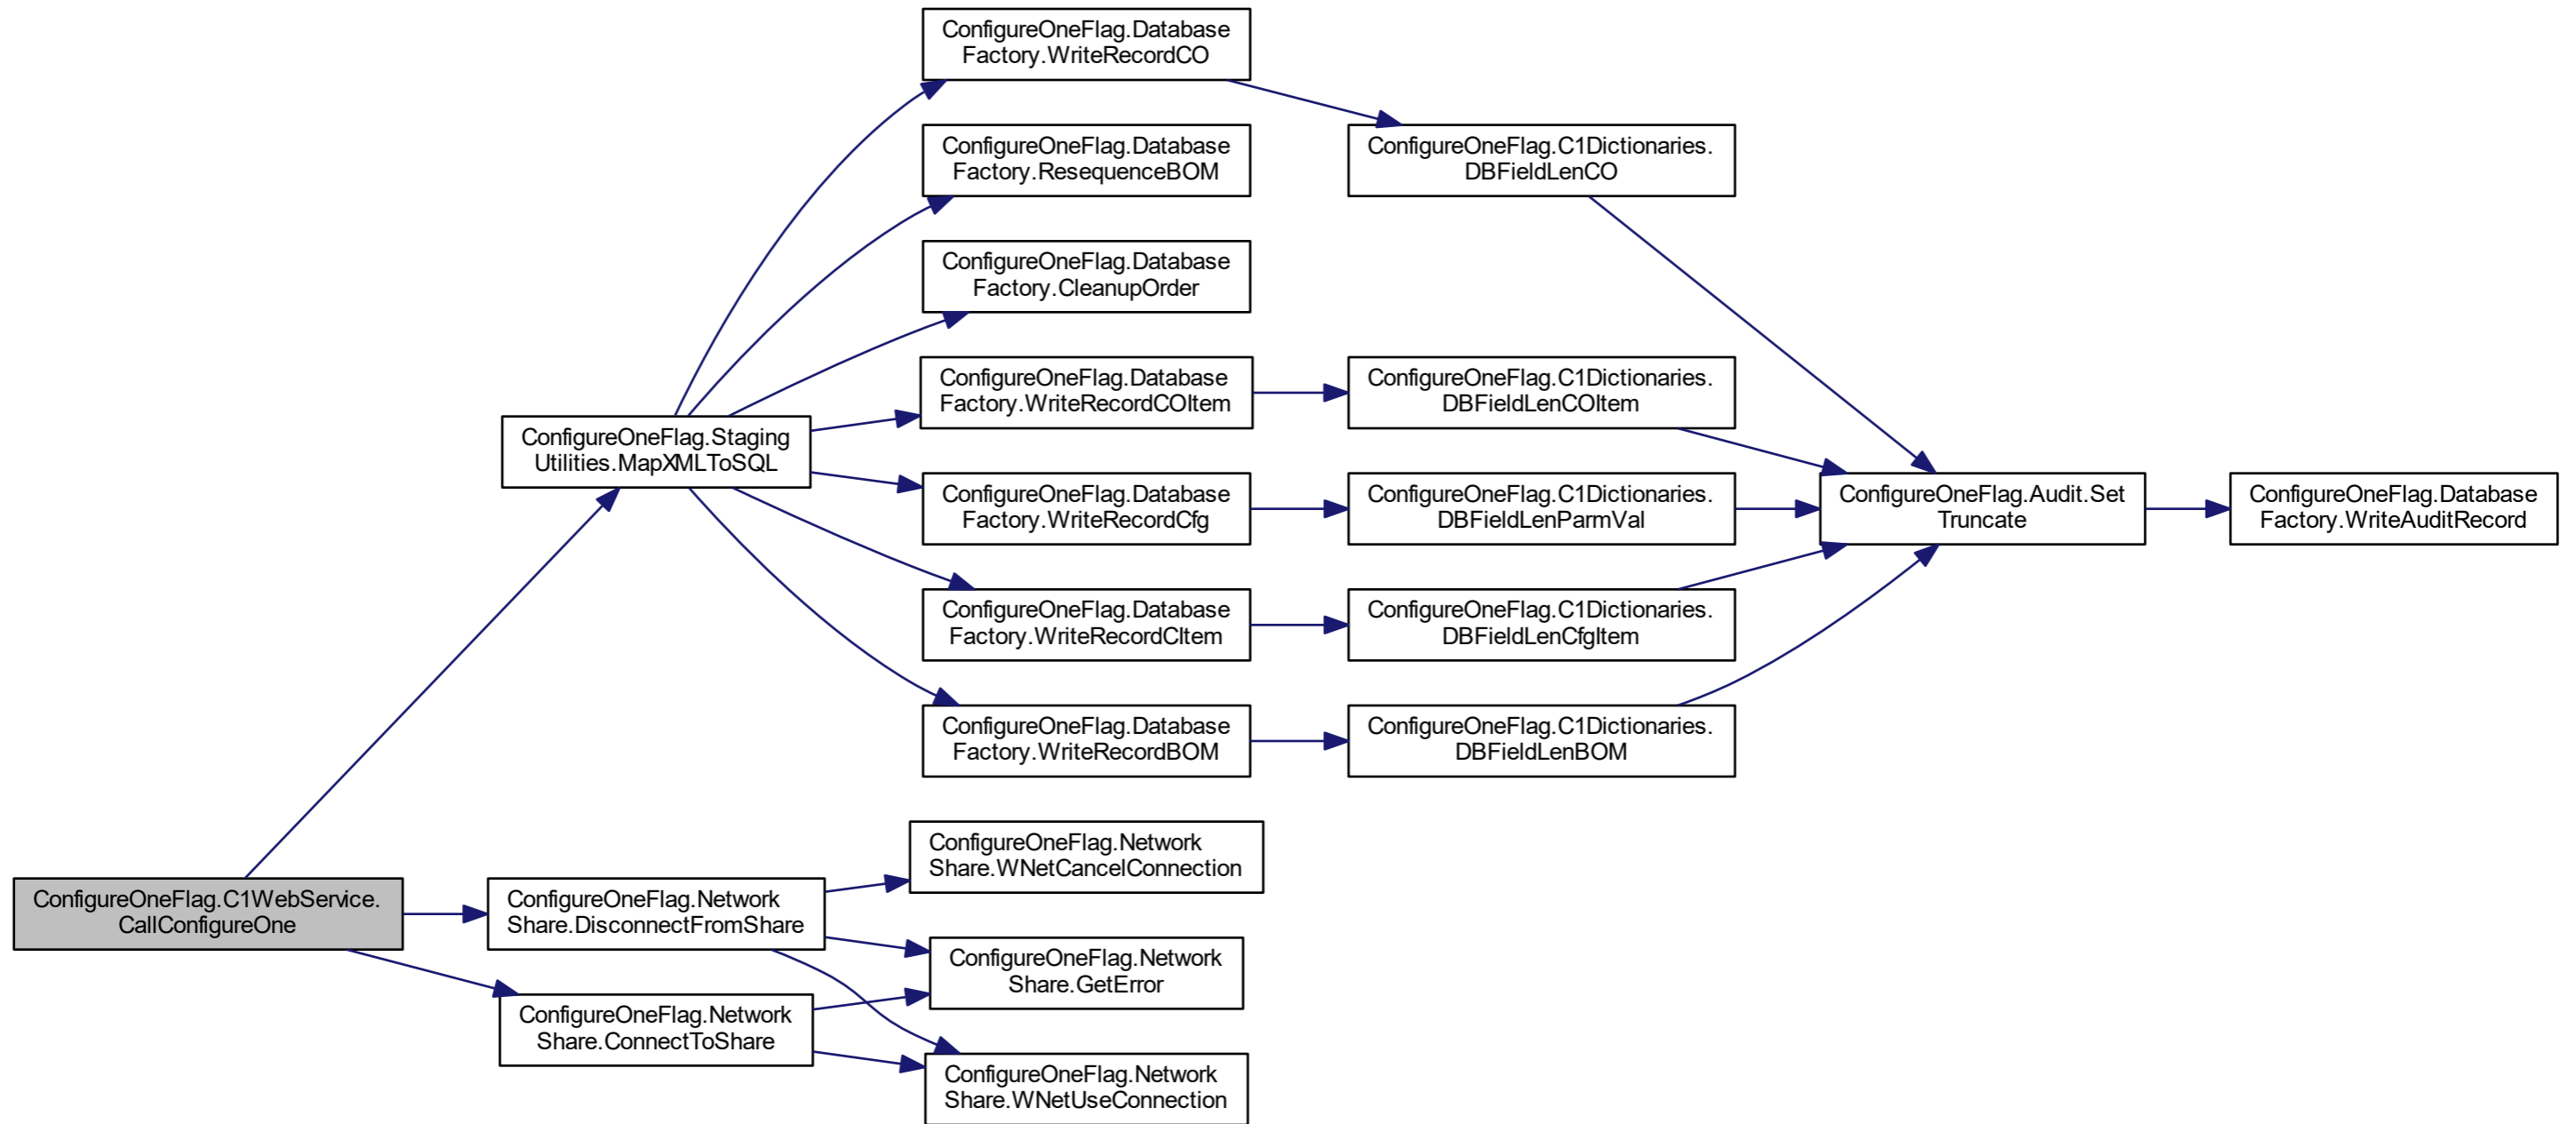 ConfigureOneFlag.Database
Factory.WriteRecordCO
ConfigureOneFlag.Database
Factory.ResequenceBOM
ConfigureOneFlag.C1Dictionaries.
DBFieldLenCO
ConfigureOneFlag.Database
Factory.CleanupOrder
ConfigureOneFlag.Database
Factory.WriteRecordCOItem
ConfigureOneFlag.C1Dictionaries.
DBFieldLenCOItem
ConfigureOneFlag.Staging
Utilities.MapXMLToSQL
ConfigureOneFlag.Database
Factory.WriteRecordCfg
ConfigureOneFlag.C1Dictionaries.
DBFieldLenParmVal
ConfigureOneFlag.Audit.Set
Truncate
ConfigureOneFlag.Database
Factory.WriteAuditRecord
ConfigureOneFlag.Database
Factory.WriteRecordCItem
ConfigureOneFlag.C1Dictionaries.
DBFieldLenCfgItem
ConfigureOneFlag.Database
Factory.WriteRecordBOM
ConfigureOneFlag.C1Dictionaries.
DBFieldLenBOM
ConfigureOneFlag.Network
Share.WNetCancelConnection
ConfigureOneFlag.C1WebService.
CallConfigureOne
ConfigureOneFlag.Network
Share.DisconnectFromShare
ConfigureOneFlag.Network
Share.GetError
ConfigureOneFlag.Network
Share.ConnectToShare
ConfigureOneFlag.Network
Share.WNetUseConnection